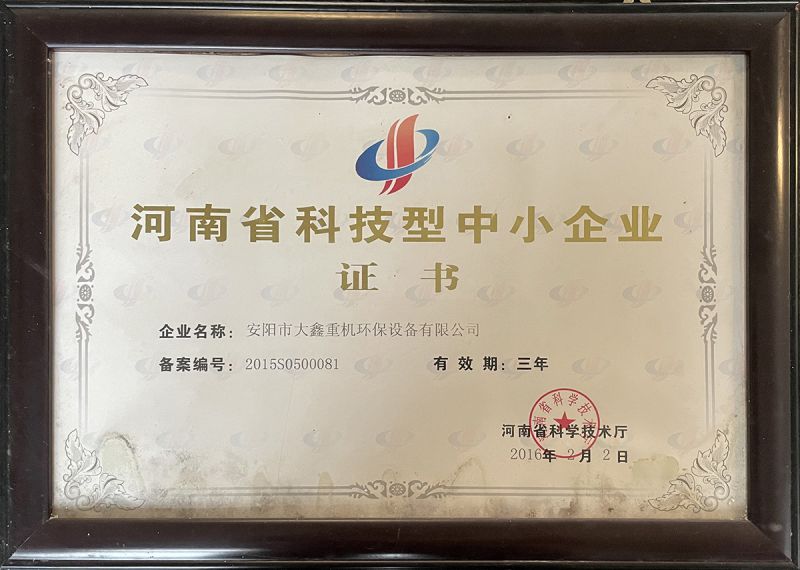 河南省科技型中小企业
证书
企业名称：安阳市大鑫重机环保设备有限公司
备案编号：2015S0500081 有效期：三年
河南省科学技术厅
2016年2月2日